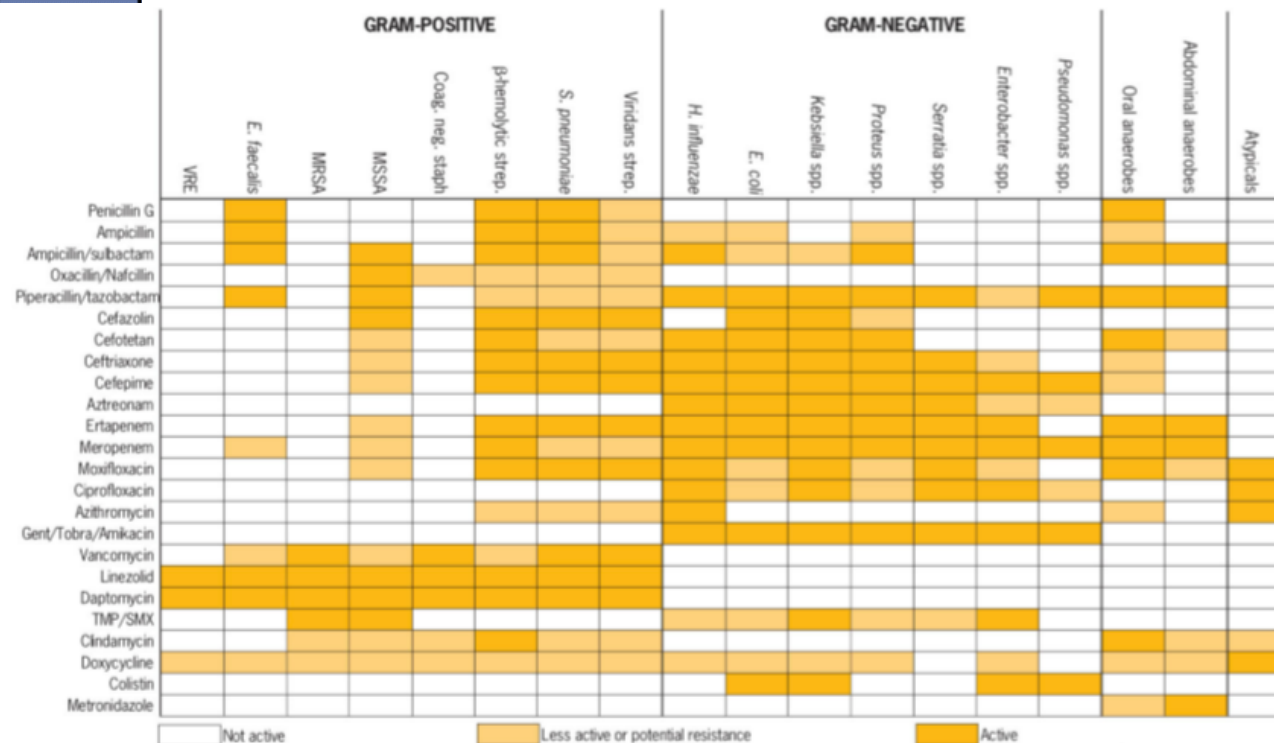 GRAM-POSITIVE
GRAM-NEGATIVE
VRE
E. faecalis
MRSA
MSSA
Coag. neg. staph
β-hemolytic strep.
S. pneumoniae
Viridans strep.
H. influenzae
E. coli
Kebsiella spp.
Proteus spp.
Serratia spp.
Enterobacter spp.
Pseudomonas spp.
Oral anaerobes
Abdominal anaerobes
Atypicals
Penicillin G
Ampicillin
Ampicillin/sulbactam
Oxacillin/Nafcillin
Piperacillin/tazobactam
Cefazolin
Cefotetan
Ceftriaxone
Cefepime
Aztreonam
Ertapenem
Meropenem
Moxifloxacin
Ciprofloxacin
Azithromycin
Gent/Tobra/Amikacin
Vancomycin
Linezolid
Daptomycin
TMP/SMX
Clindamycin
Doxycycline
Colistin
Metronidazole
Not active
Less active or potential resistance
Active